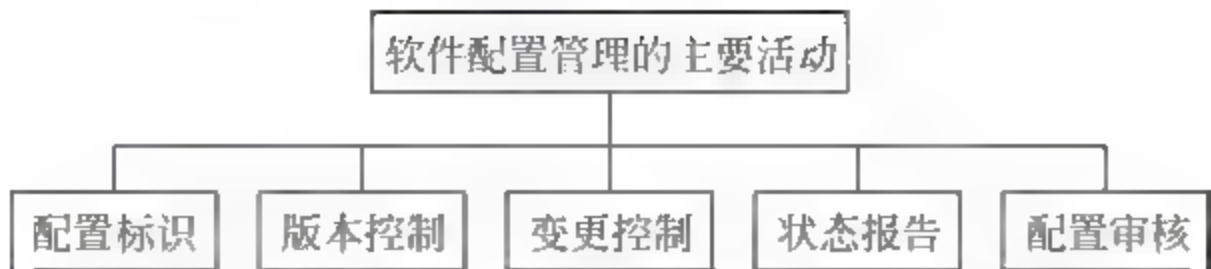 软件配置管理的主要活动
配置标识
版本控制
变更控制
状态报告
配置审核